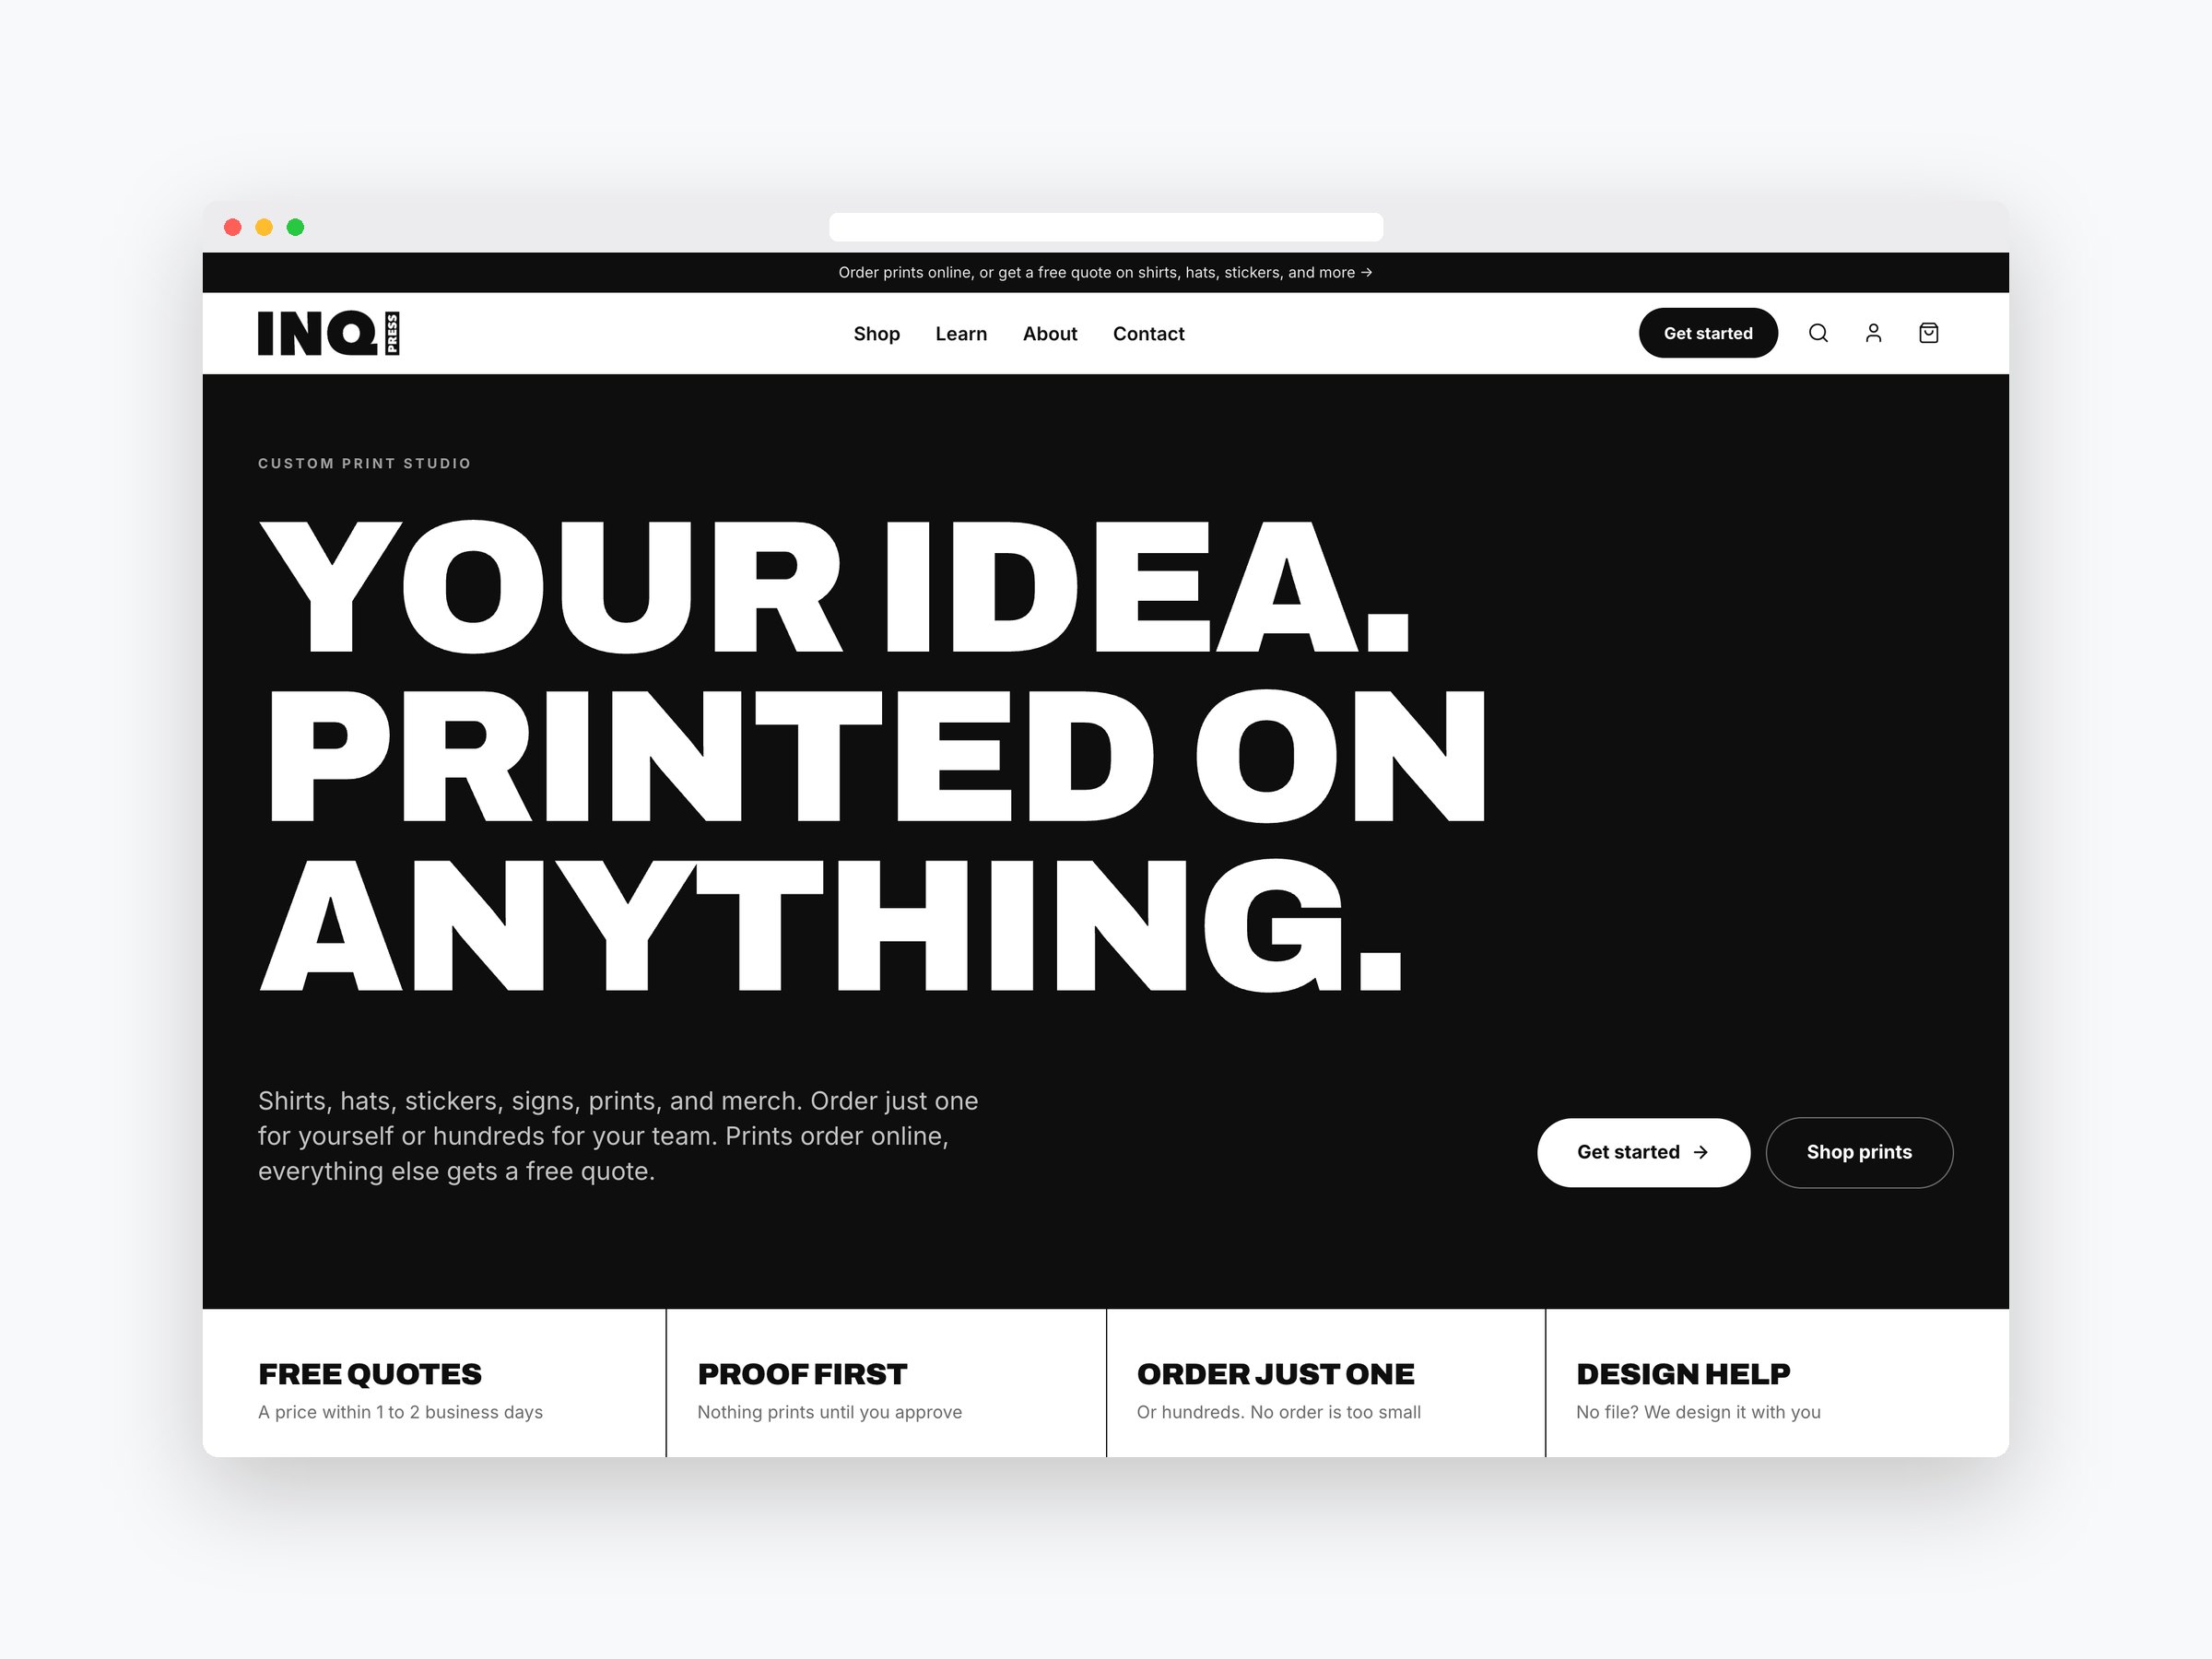 Order prints online, or get a free quote on shirts, hats, stickers, and more →
INQ PRESS
Shop Learn About Contact
Get started
CUSTOM PRINT STUDIO
YOUR IDEA.
PRINTED ON
ANYTHING.
Shirts, hats, stickers, signs, prints, and merch. Order just one
for yourself or hundreds for your team. Prints order online,
everything else gets a free quote.
Get started →
Shop prints
FREE QUOTES
A price within 1 to 2 business days
PROOF FIRST
Nothing prints until you approve
ORDER JUST ONE
Or hundreds. No order is too small
DESIGN HELP
No file? We design it with you